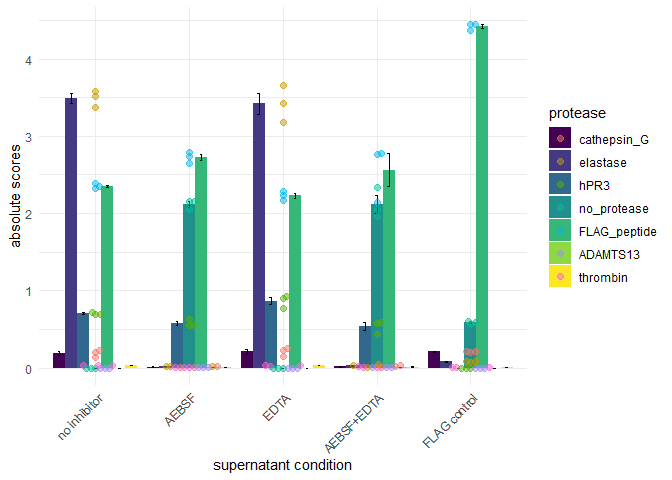 absolute scores
4
3
2
1
0
no inhibitor
AEBSF
EDTA
AEBSF+EDTA
FLAG control
supernatant condition
protease
cathepsin_G
elastase
hPR3
no_protease
FLAG_peptide
ADAMTS13
thrombin